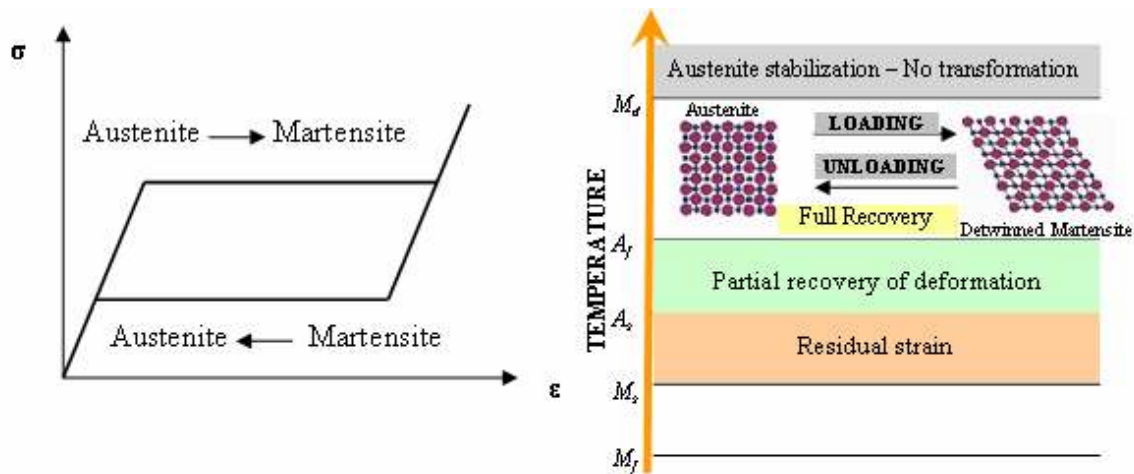 σ
Austenite → Martensite
Austenite ← Martensite
ε
TEMPERATURE
Austenite stabilization – No transformation
M_d
Austenite
LOADING
UNLOADING
Full Recovery
Detwinned Martensite
A_f
Partial recovery of deformation
A_s
Residual strain
M_s
M_f